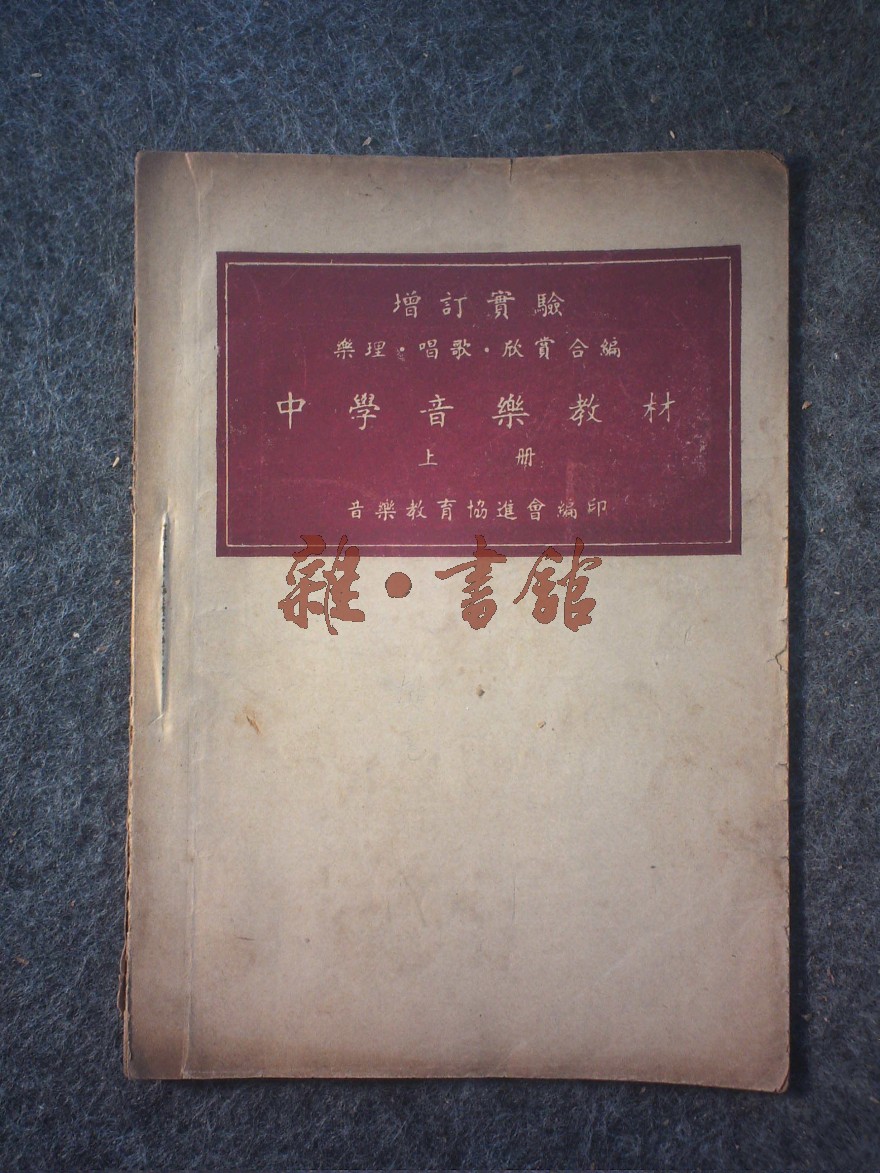 增訂實驗
樂理·唱歌·欣賞合編
中學音樂教材
上冊
音樂教育協進會編印
雜·書館